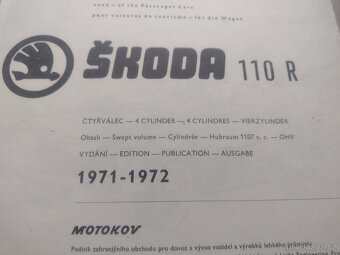 of the Passenger Cars
pour voitures de tourisme — für die Wagen
ŠKODA 110 R
ČTYŘVÁLEC — 4 CYLINDER — 4 CYLINDRES — VIERZYLINDER
Obsah — Swept volume — Cylindrée — Hubraum 1107 c. c. — OHV
VYDÁNÍ — EDITION — PUBLICATION — AUSGABE
1971-1972
MOTOKOV
Podnik zahraničního obchodu pro dovoz a vývoz vozidel a výrobků lehkého průmyslu
Engineering